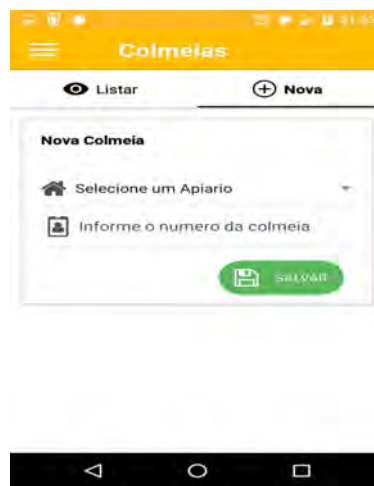 Colmeias
Listar
Nova
Nova Colmeia
Selecione um Apiario
Informe o numero da colmeia
SALVAR